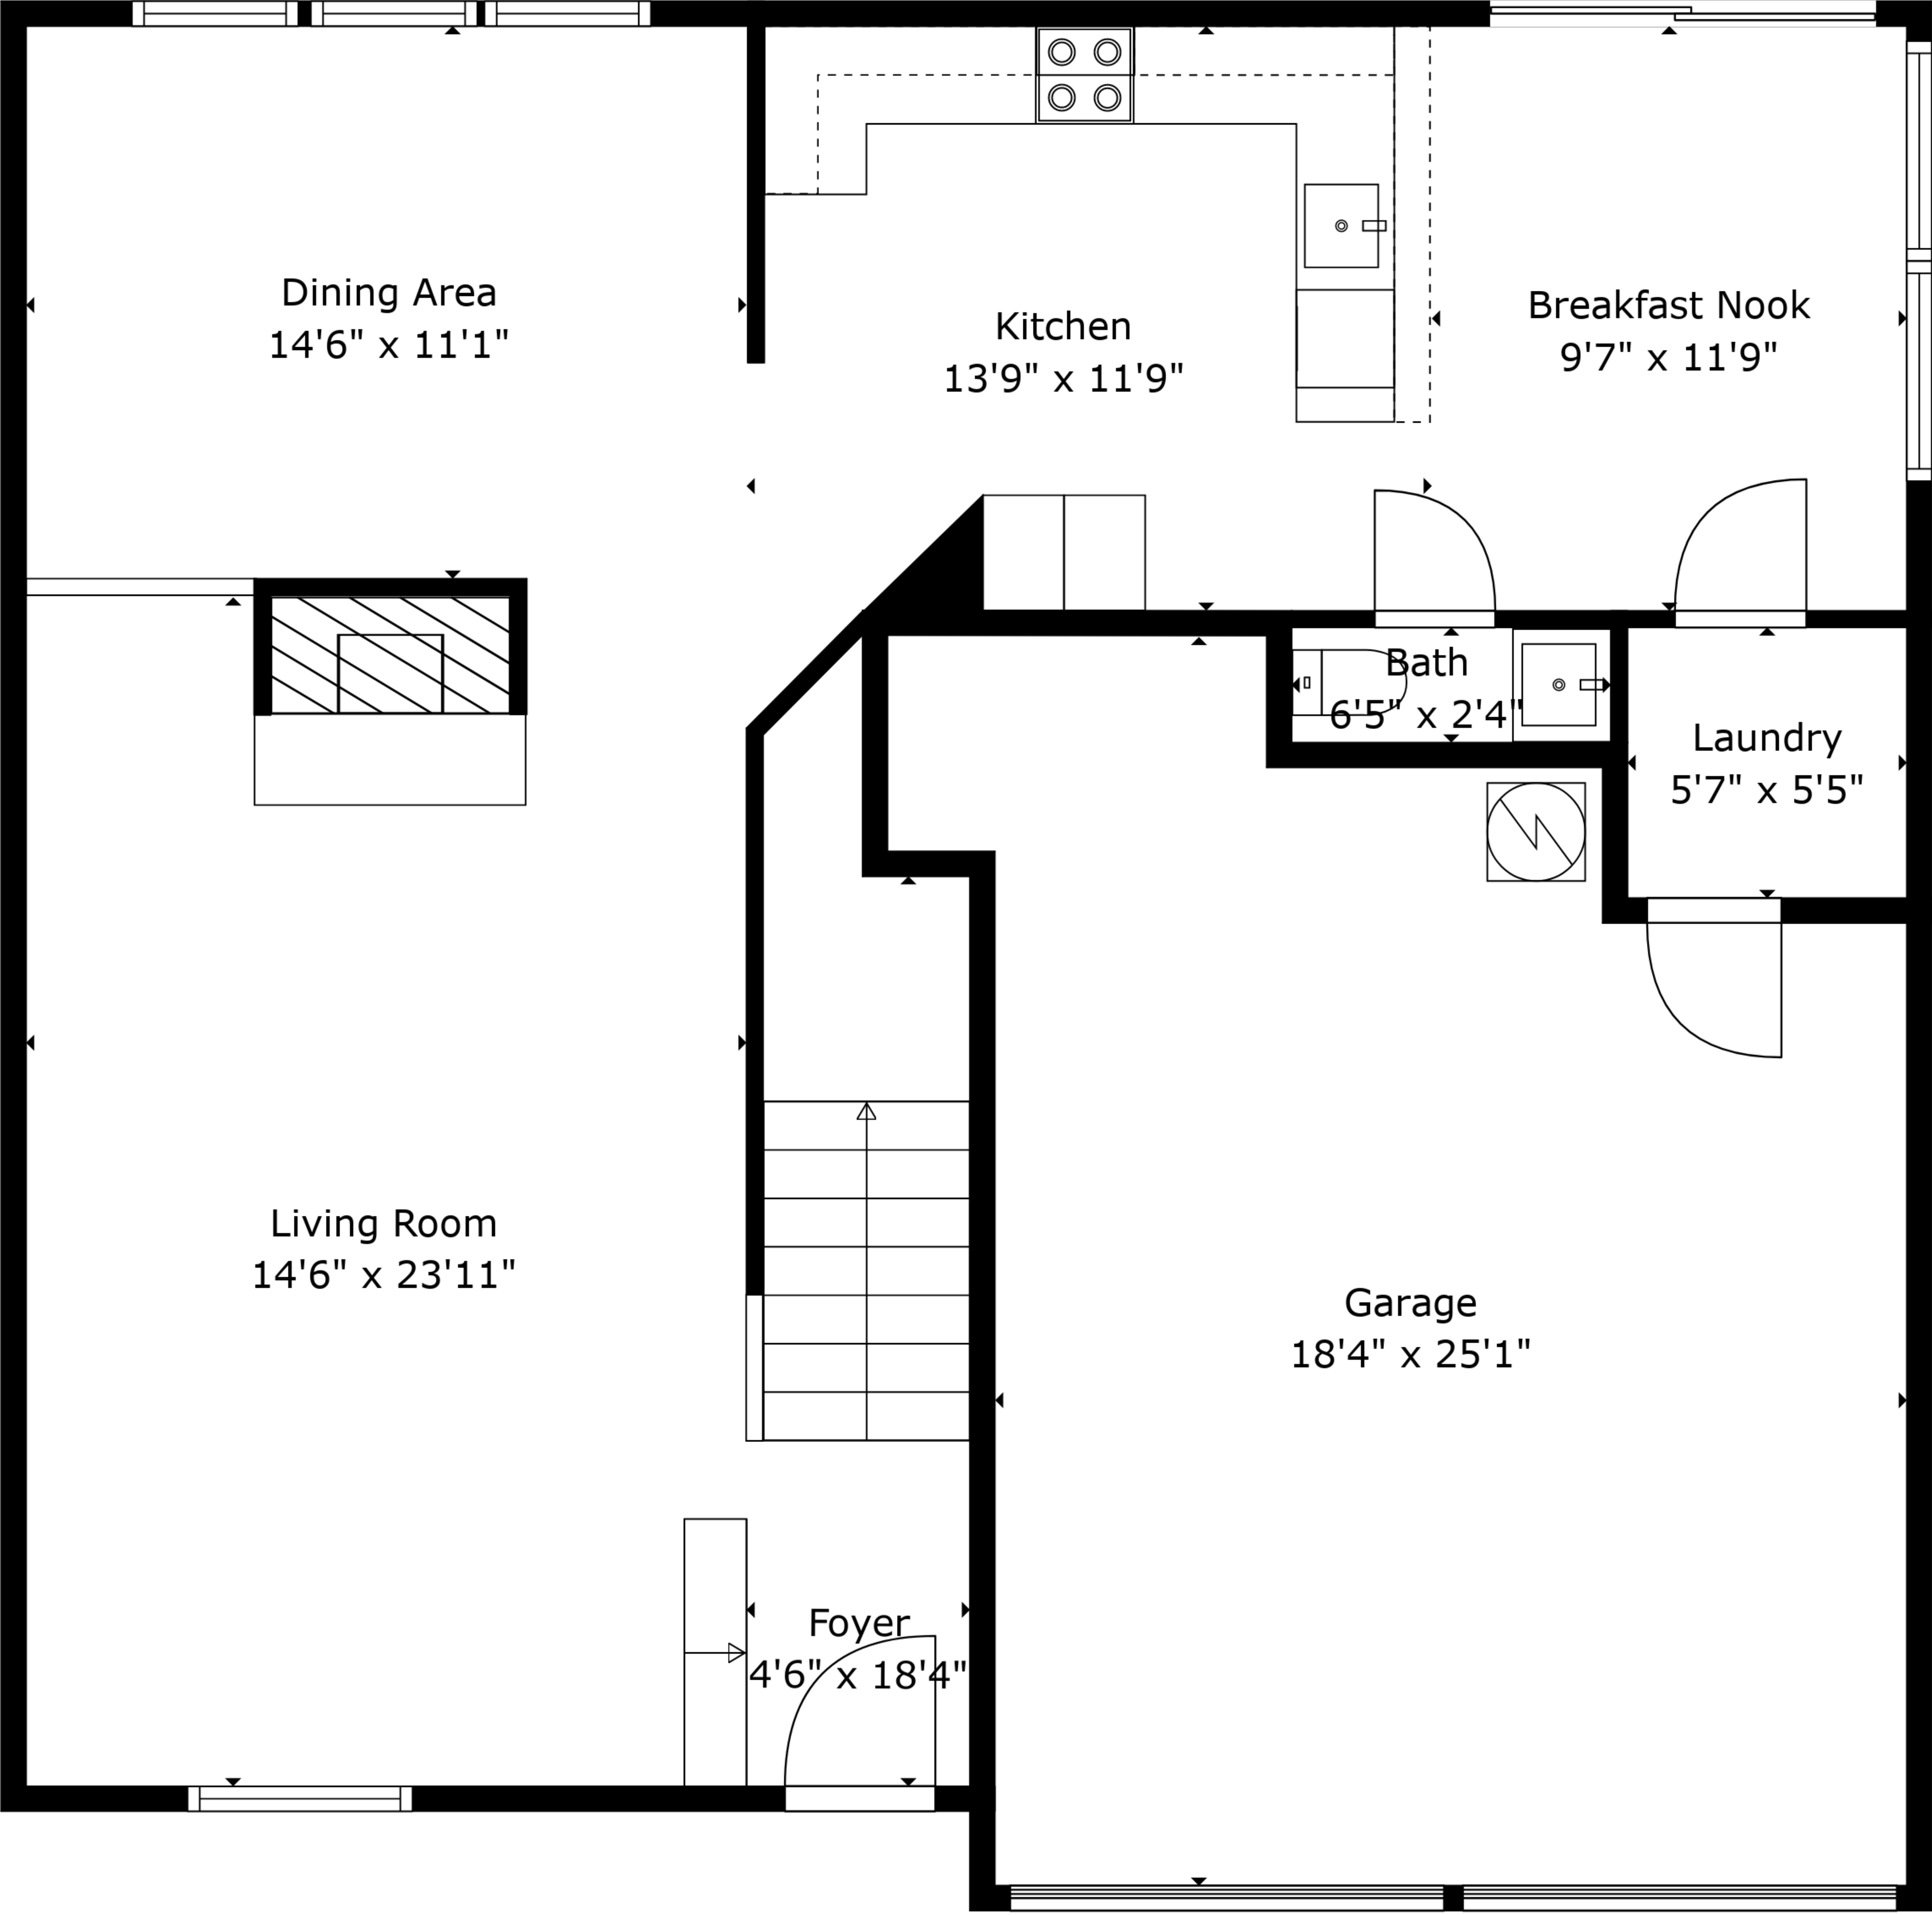 Dining Area
14'6" x 11'1"
Kitchen
13'9" x 11'9"
Breakfast Nook
9'7" x 11'9"
Bath
6'5" x 2'4"
Laundry
5'7" x 5'5"
Living Room
14'6" x 23'11"
Garage
18'4" x 25'1"
Foyer
4'6" x 18'4"